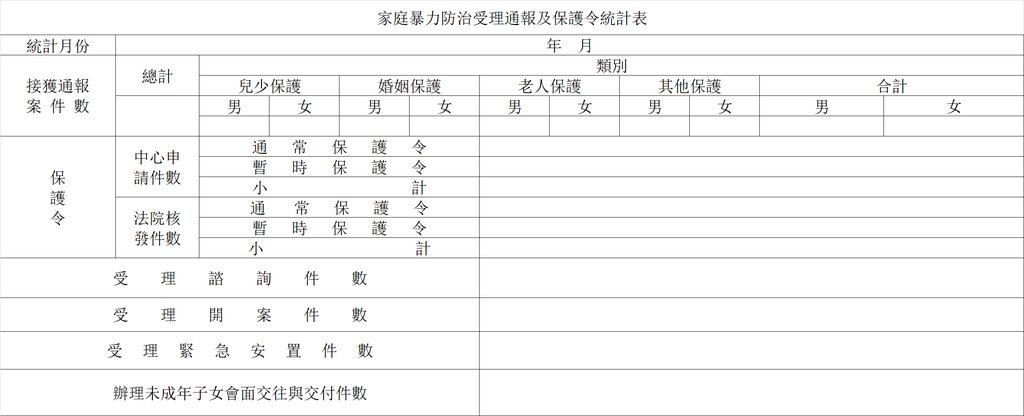 家庭暴力防治受理通報及保護令統計表
統計月份 年 月
接獲通報
案件數
總計
類別
兒少保護 婚姻保護 老人保護 其他保護 合計
男 女 男 女 男 女 男 女 男 女
保
護
令
中心申
請件數
通常保護令
暫時保護令
小計
法院核
發件數
通常保護令
暫時保護令
小計
受理諮詢件數
受理開案件數
受理緊急安置件數
辦理未成年子女會面交往與交付件數